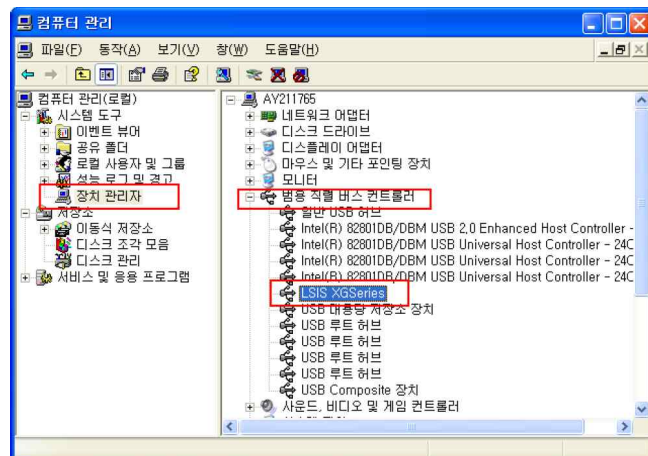 컴퓨터 관리
파일(F) 동작(A) 보기(V) 창(W) 도움말(H)
컴퓨터 관리(로컬)
시스템 도구
이벤트 뷰어
공유 폴더
로컬 사용자 및 그룹
성능 로그 및 경고
장치 관리자
저장소
이동식 저장소
디스크 조각 모음
디스크 관리
서비스 및 응용 프로그램
AY211765
네트워크 어댑터
디스크 드라이브
디스플레이 어댑터
마우스 및 기타 포인팅 장치
모니터
범용 직렬 버스 컨트롤러
일반 USB 허브
Intel(R) 82801DB/DBM USB 2,0 Enhanced Host Controller -
Intel(R) 82801DB/DBM USB Universal Host Controller - 24C
Intel(R) 82801DB/DBM USB Universal Host Controller - 24C
Intel(R) 82801DB/DBM USB Universal Host Controller - 24C
LSIS XGSeries
USB 대용량 저장소 장치
USB 루트 허브
USB 루트 허브
USB 루트 허브
USB 루트 허브
USB Composite 장치
사운드, 비디오 및 게임 컨트롤러